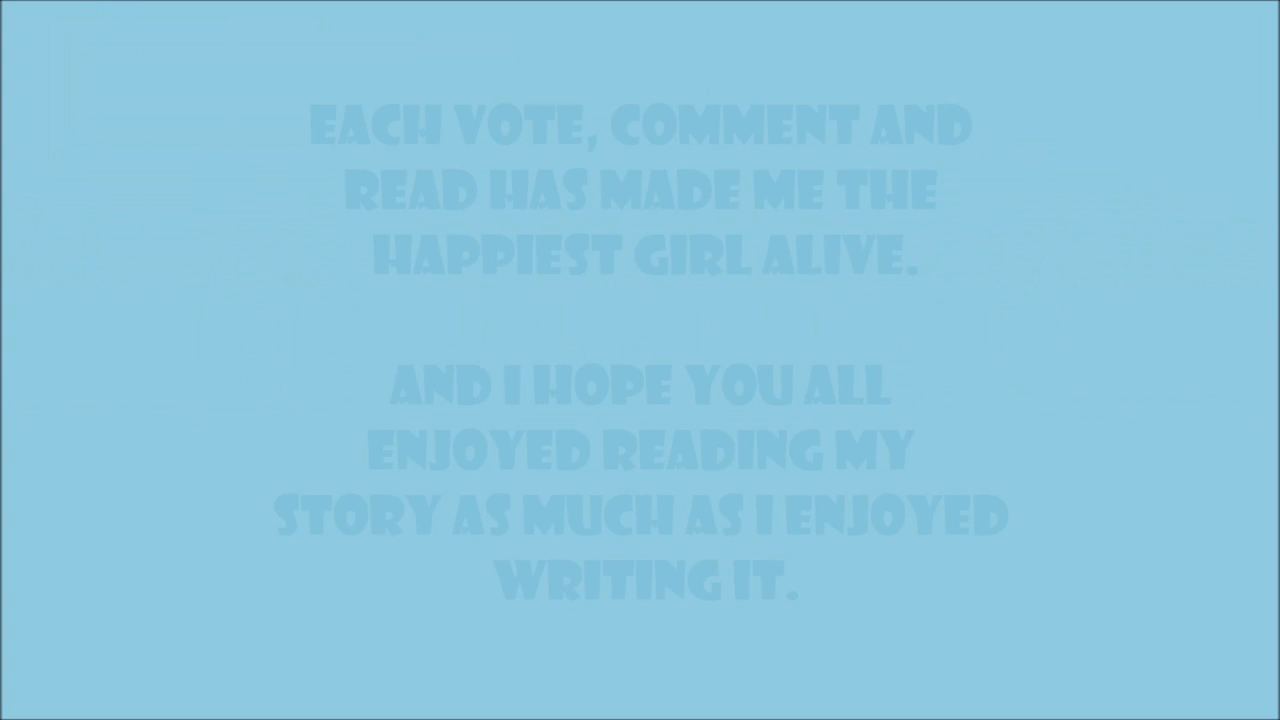 EACH VOTE, COMMENT AND
READ HAS MADE ME THE
HAPPIEST GIRL ALIVE.
AND I HOPE YOU ALL
ENJOYED READING MY
STORY AS MUCH AS I ENJOYED
WRITING IT.